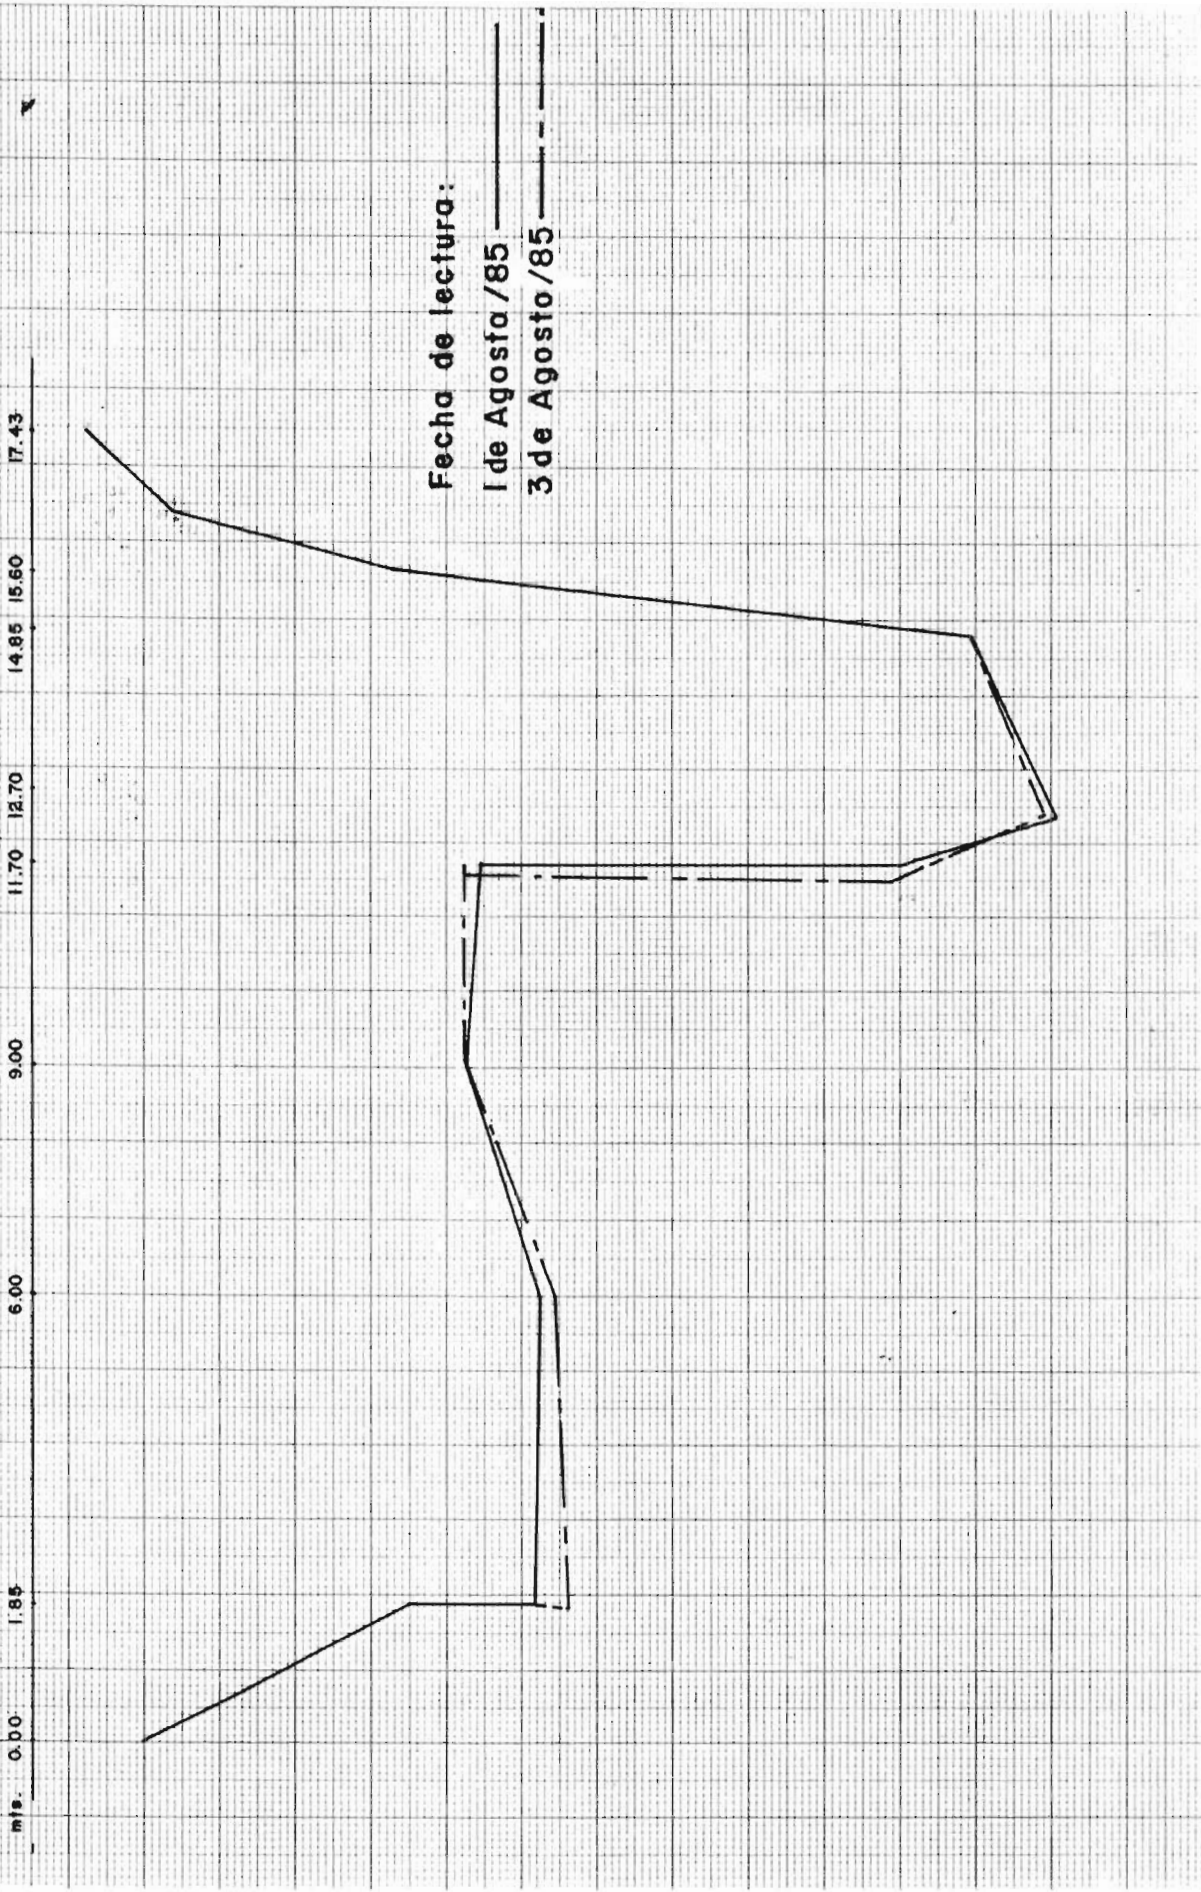 mts. 0.00 1.85 6.00 9.00 11.70 12.70 14.85 15.60 17.43
Fecha de lectura:
1 de Agosta/85
3 de Agosto/85